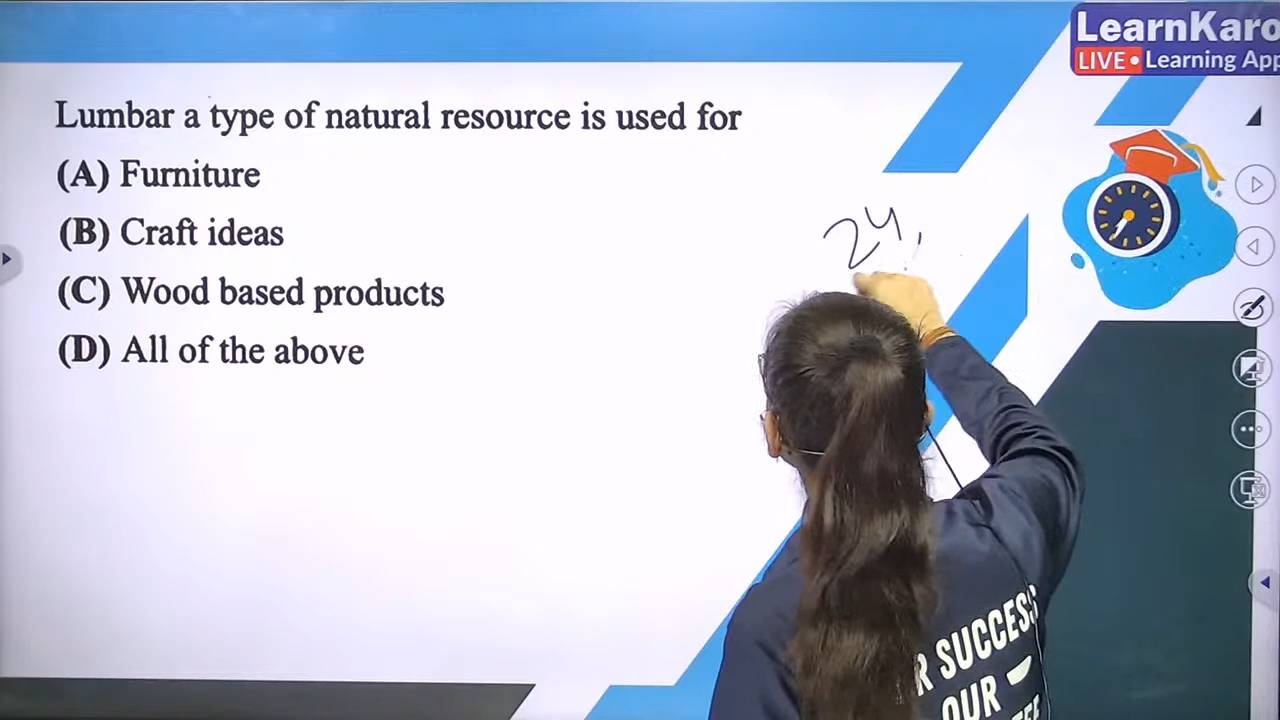 LearnKaro
LIVE • Learning App
Lumbar a type of natural resource is used for
(A) Furniture
(B) Craft ideas
(C) Wood based products
(D) All of the above
24,
SUCCESS
OUR